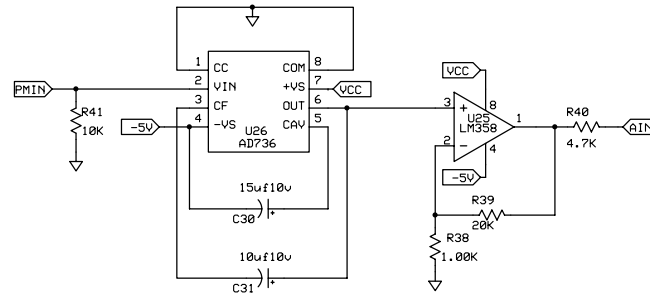 1 CC COM 8
PMIN 2 VIN +VS 7 VCC
3 CF OUT 6
-5V 4 -VS CAV 5
U26
AD736
R41
10K
15uf10v
C30
10uf10v
C31
VCC
8
3 + U25 1
LM358
2 -
4
-5V
R40
4.7K
AIN
R39
20K
R38
1.00K